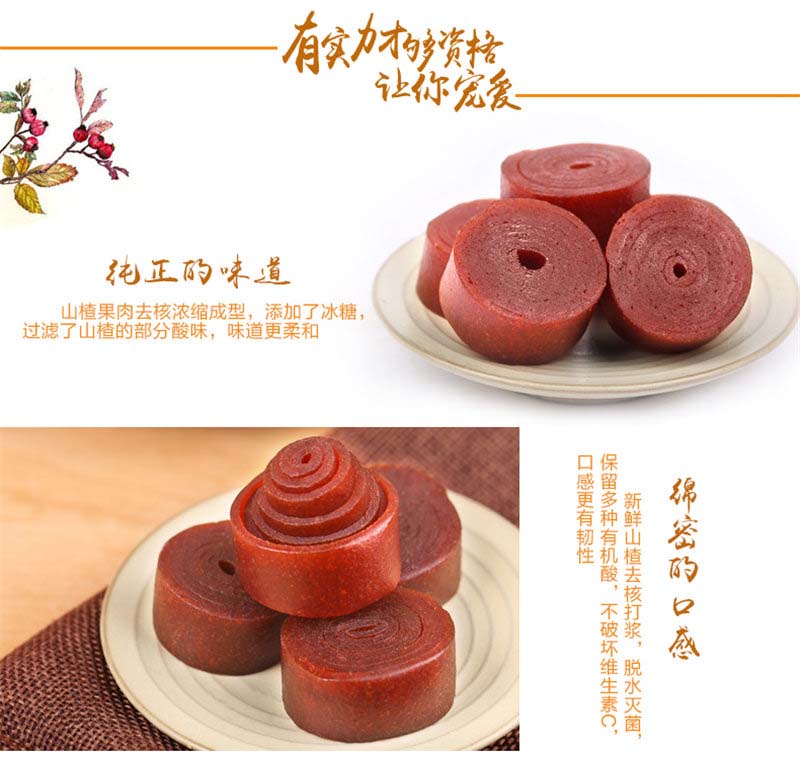 有实力才够资格
让你宠爱
纯正的味道
山楂果肉去核浓缩成型，添加了冰糖，
过滤了山楂的部分酸味，味道更柔和
绵密的口感
新鲜山楂去核打浆，脱水灭菌，
保留多种有机酸，不破坏维生素C，
口感更有韧性